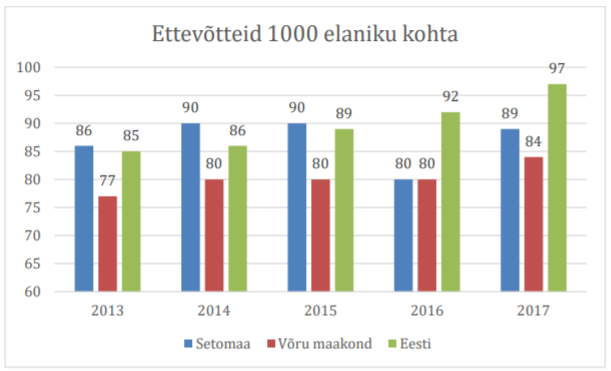 Ettevõtteid 1000 elaniku kohta
100
95
90
85
80
75
70
65
60
86 77 85
90 80 86
90 80 89
80 80 92
89 84 97
2013 2014 2015 2016 2017
Setomaa Võru maakond Eesti